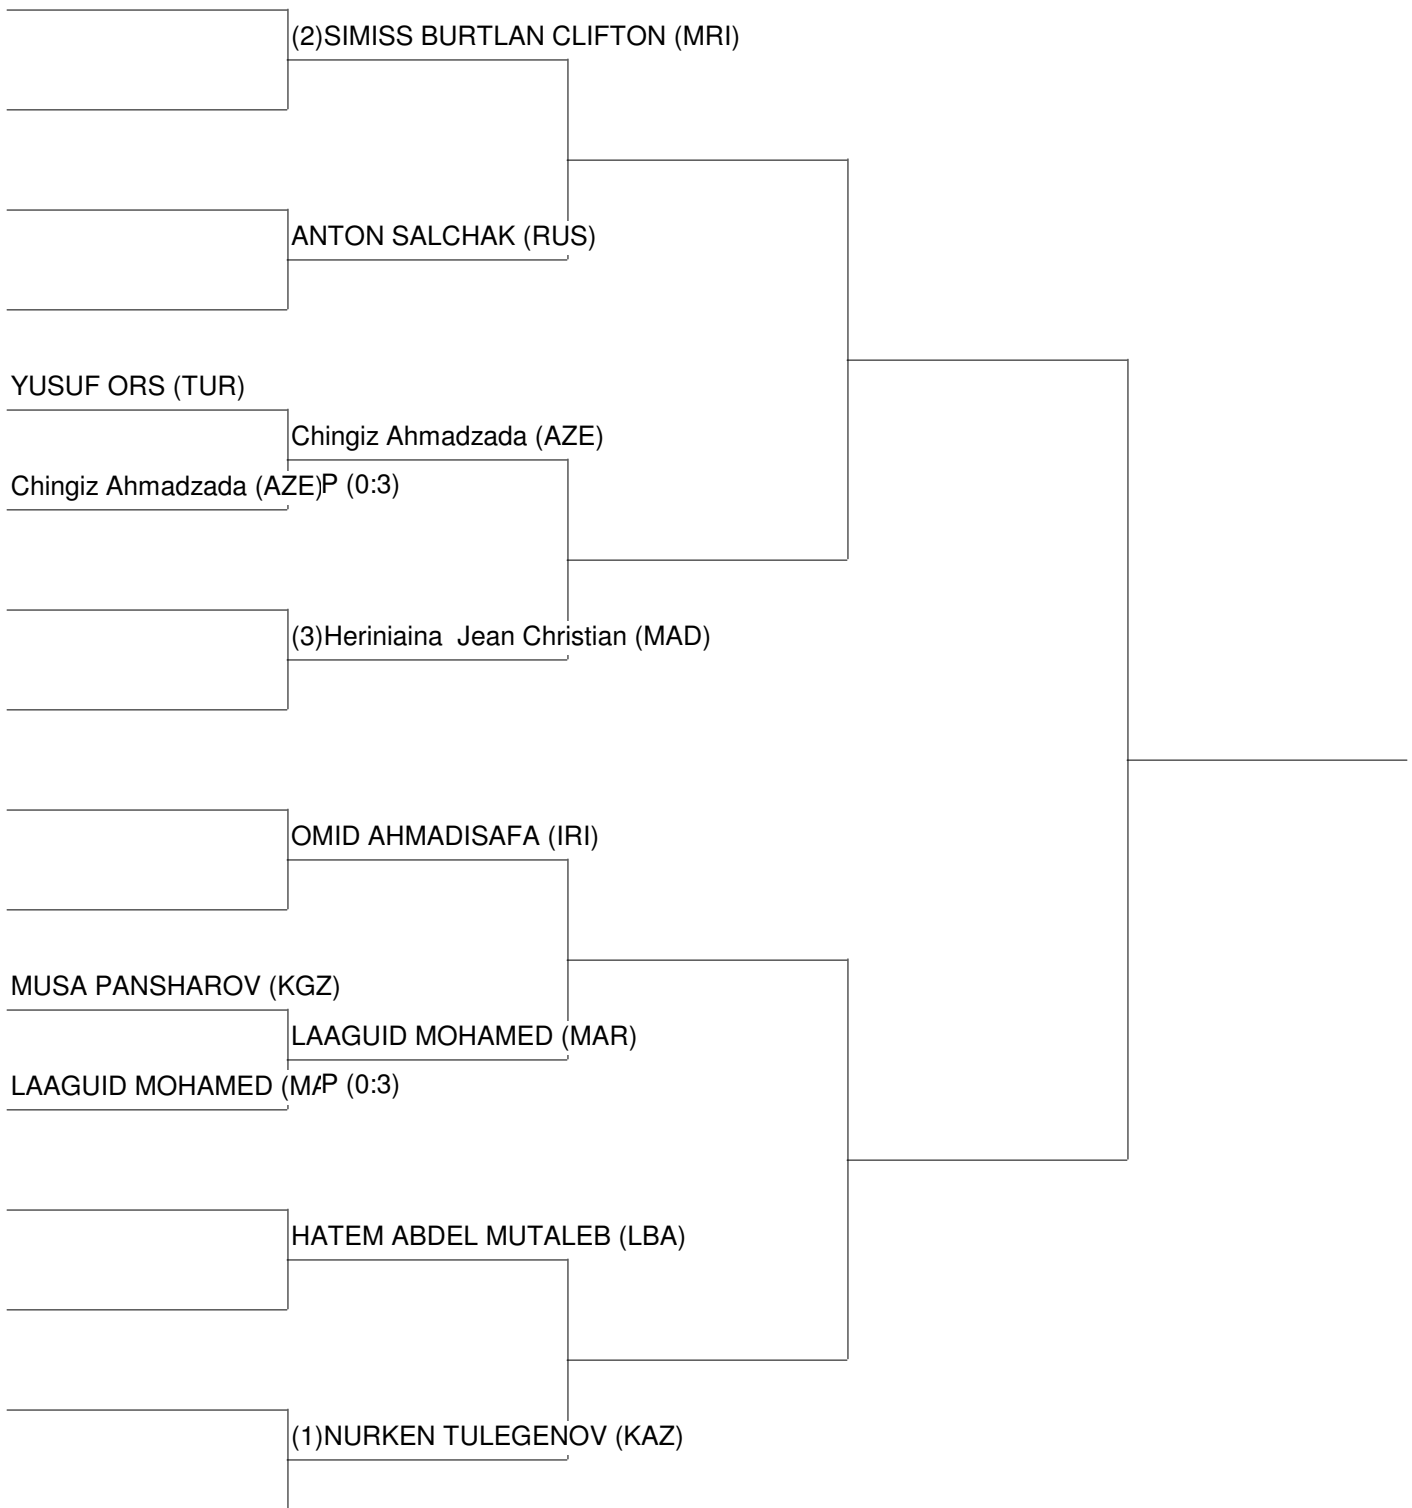 (2)SIMISS BURTLAN CLIFTON (MRI)
ANTON SALCHAK (RUS)
YUSUF ORS (TUR)
Chingiz Ahmadzada (AZE)
Chingiz Ahmadzada (AZE)P (0:3)
(3)Heriniaina  Jean Christian (MAD)
OMID AHMADISAFA (IRI)
MUSA PANSHAROV (KGZ)
LAAGUID MOHAMED (MAR)
LAAGUID MOHAMED (MAP (0:3)
HATEM ABDEL MUTALEB (LBA)
(1)NURKEN TULEGENOV (KAZ)